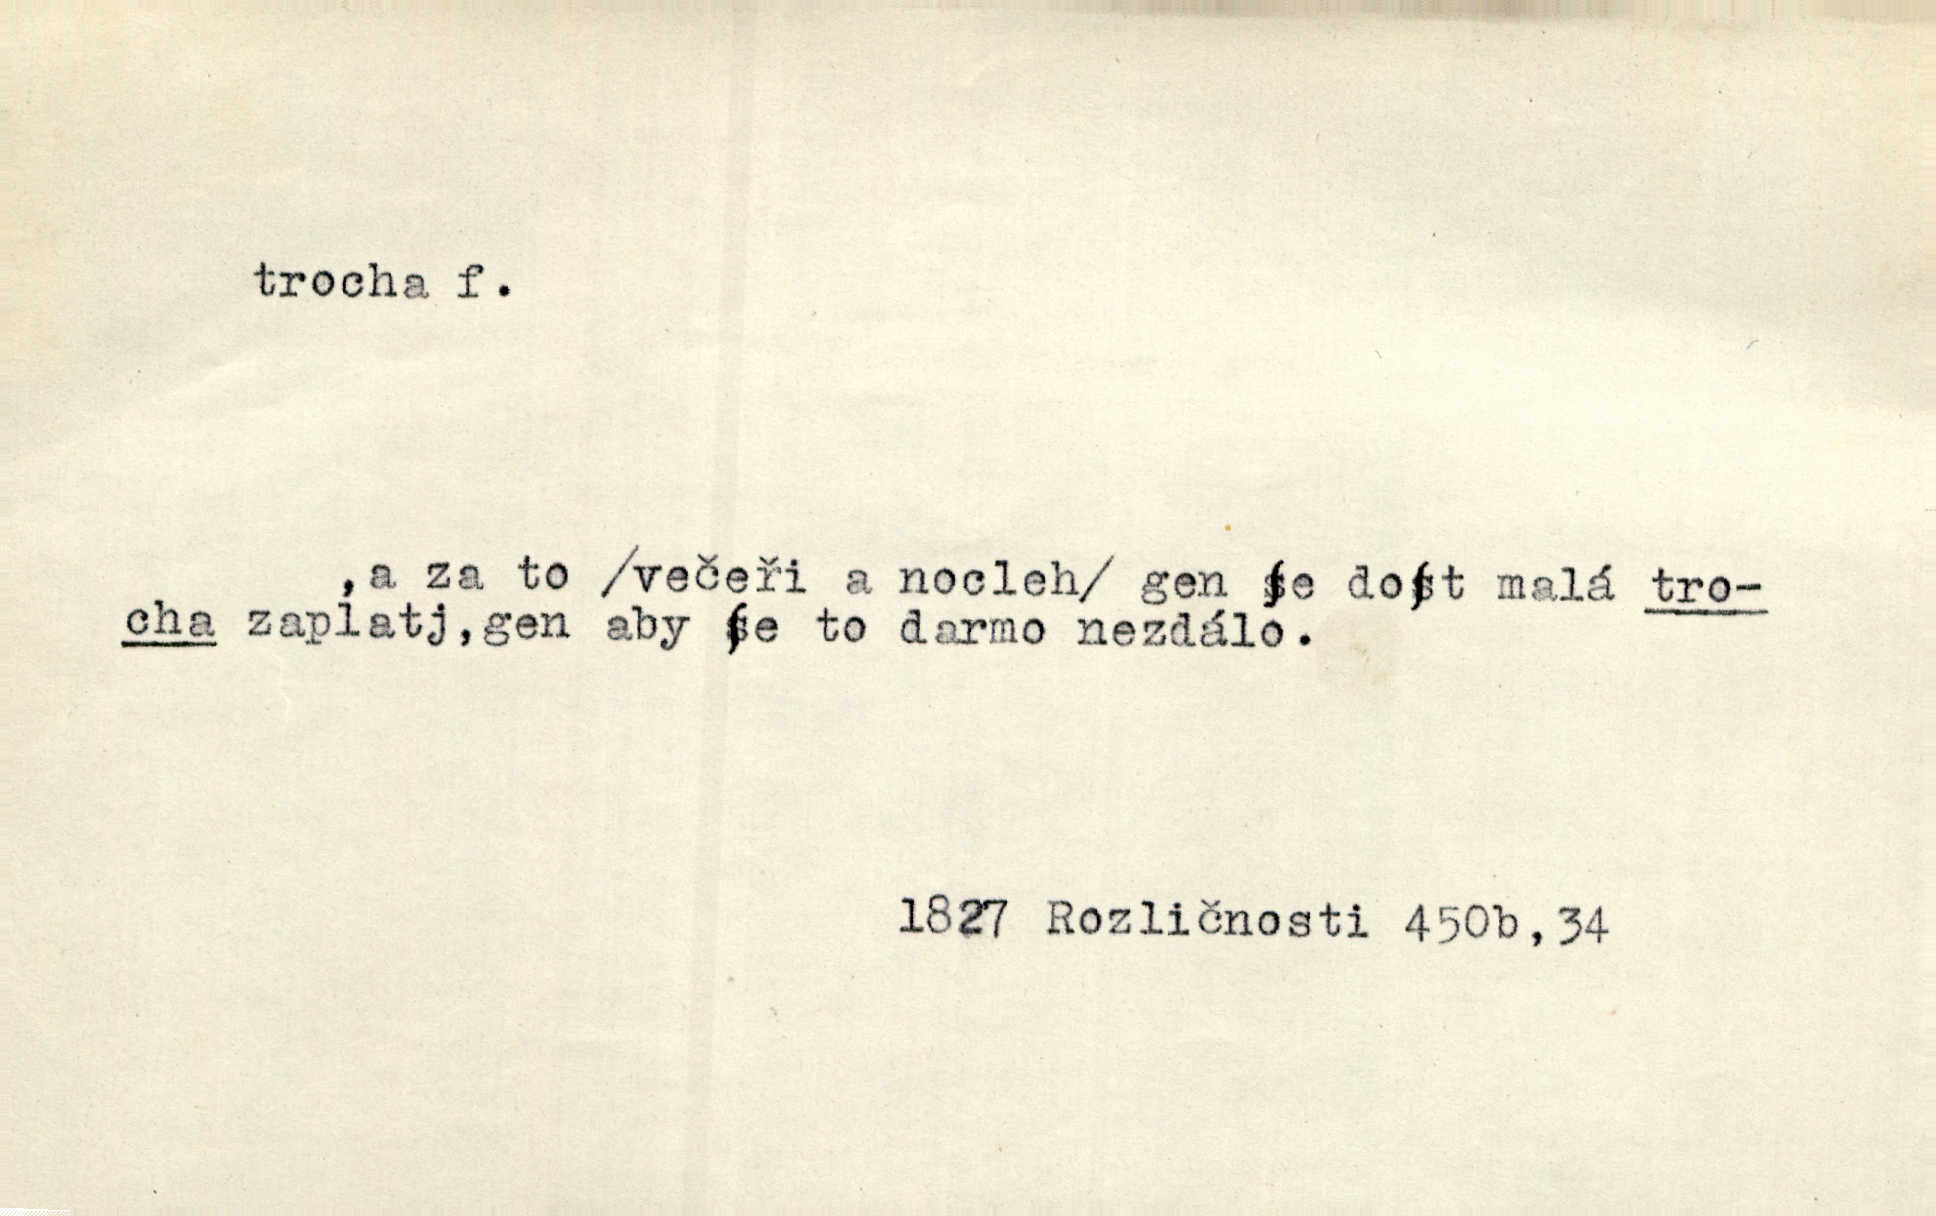 trocha f.
,a za to /večeři a nocleh/ gen ſe doſt malá tro-
cha zaplatj,gen aby ſe to darmo nezdálo.
1827 Rozličnosti 450b,34